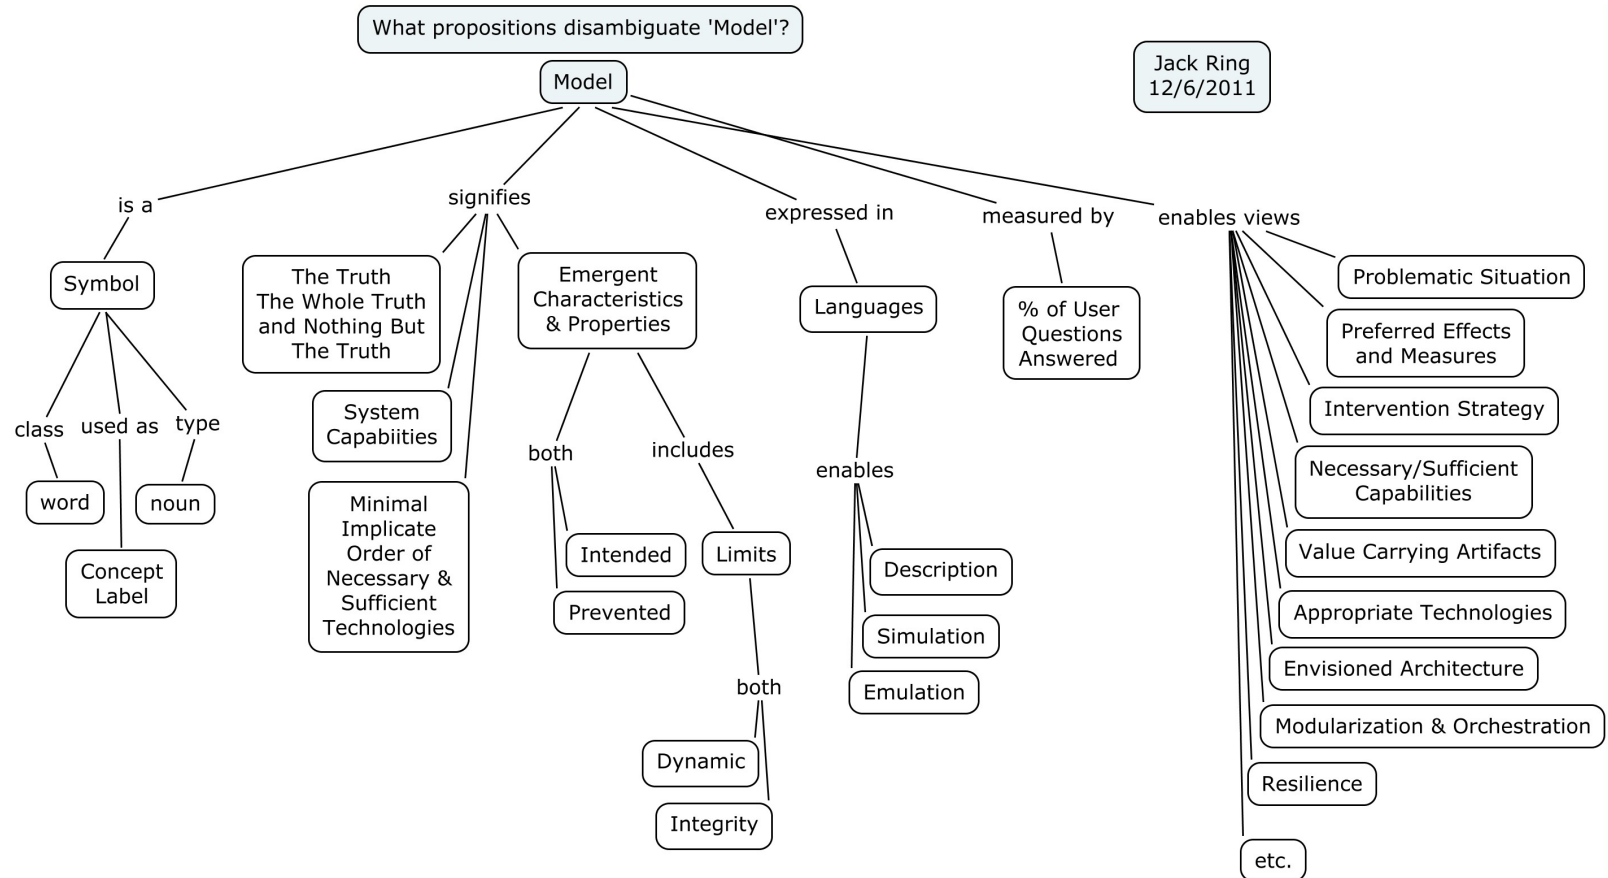 What propositions disambiguate 'Model'?
Model
Jack Ring
12/6/2011
is a
signifies
expressed in
measured by
enables views
Symbol
class
used as
type
word
noun
Concept
Label
The Truth
The Whole Truth
and Nothing But
The Truth
System
Capabiities
Minimal
Implicate
Order of
Necessary &
Sufficient
Technologies
Emergent
Characteristics
& Properties
both
includes
Intended
Prevented
Limits
both
Dynamic
Integrity
Languages
enables
Description
Simulation
Emulation
% of User
Questions
Answered
Problematic Situation
Preferred Effects
and Measures
Intervention Strategy
Necessary/Sufficient
Capabilities
Value Carrying Artifacts
Appropriate Technologies
Envisioned Architecture
Modularization & Orchestration
Resilience
etc.